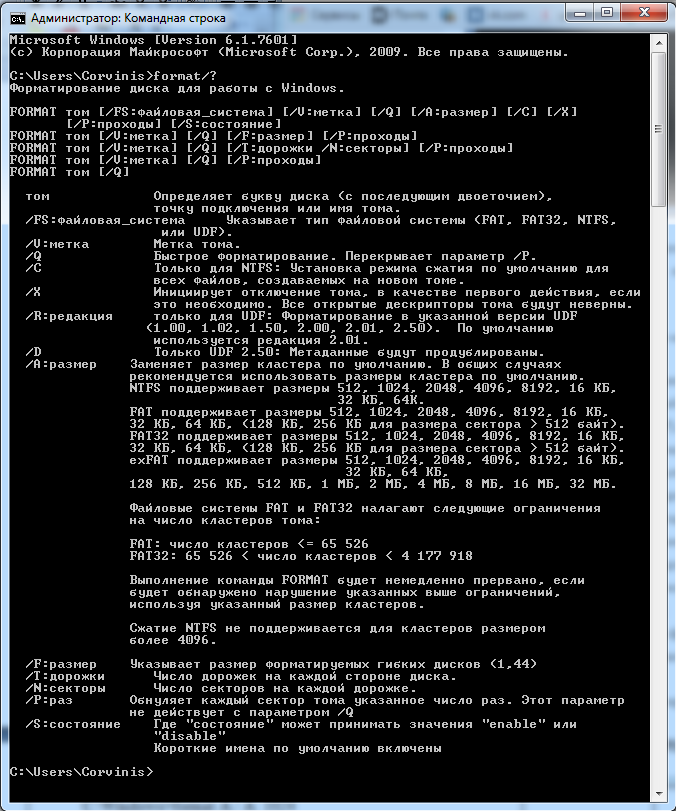 Администратор: Командная строка
Microsoft Windows [Version 6.1.7601]
(c) Корпорация Майкрософт (Microsoft Corp.), 2009. Все права защищены.
C:\Users\Corvinis>format/?
Форматирование диска для работы с Windows.
FORMAT том [/FS:файловая_система] [/V:метка] [/Q] [/A:размер] [/C] [/X]
[/P:проходы] [/S:состояние]
FORMAT том [/V:метка] [/Q] [/F:размер] [/P:проходы]
FORMAT том [/V:метка] [/Q] [/T:дорожки /N:секторы] [/P:проходы]
FORMAT том [/V:метка] [/Q] [/P:проходы]
FORMAT том [/Q]
том Определяет букву диска (с последующим двоеточием),
точку подключения или имя тома.
/FS:файловая_система Указывает тип файловой системы (FAT, FAT32, NTFS,
или UDF).
/V:метка Метка тома.
/Q Быстрое форматирование. Перекрывает параметр /P.
/C Только для NTFS: Установка режима сжатия по умолчанию для
всех файлов, создаваемых на новом томе.
/X Инициирует отключение тома, в качестве первого действия, если
это необходимо. Все открытые дескрипторы тома будут неверны.
/R:редакция только для UDF: Форматирование в указанной версии UDF
(1.00, 1.02, 1.50, 2.00, 2.01, 2.50). По умолчанию
используется редакция 2.01.
/D Только UDF 2.50: Метаданные будут продублированы.
/A:размер Заменяет размер кластера по умолчанию. В общих случаях
рекомендуется использовать размеры кластера по умолчанию.
NTFS поддерживает размеры 512, 1024, 2048, 4096, 8192, 16 КБ,
32 КБ, 64К.
FAT поддерживает размеры 512, 1024, 2048, 4096, 8192, 16 КБ,
32 КБ, 64 КБ, (128 КБ, 256 КБ для размера сектора > 512 байт).
FAT32 поддерживает размеры 512, 1024, 2048, 4096, 8192, 16 КБ,
32 КБ, 64 КБ, (128 КБ, 256 КБ для размера сектора > 512 байт).
exFAT поддерживает размеры 512, 1024, 2048, 4096, 8192, 16 КБ,
32 КБ, 64 КБ,
128 КБ, 256 КБ, 512 КБ, 1 МБ, 2 МБ, 4 МБ, 8 МБ, 16 МБ, 32 МБ.
Файловые системы FAT и FAT32 налагают следующие ограничения
на число кластеров тома:
FAT: число кластеров <= 65 526
FAT32: 65 526 < число кластеров < 4 177 918
Выполнение команды FORMAT будет немедленно прервано, если
будет обнаружено нарушение указанных выше ограничений,
используя указанный размер кластеров.
Сжатие NTFS не поддерживается для кластеров размером
более 4096.
/F:размер Указывает размер форматируемых гибких дисков (1,44)
/T:дорожки Число дорожек на каждой стороне диска.
/N:секторы Число секторов на каждой дорожке.
/P:раз Обнуляет каждый сектор тома указанное число раз. Этот параметр
не действует с параметром /Q
/S:состояние Где "состояние" может принимать значения "enable" или
"disable"
Короткие имена по умолчанию включены
C:\Users\Corvinis>